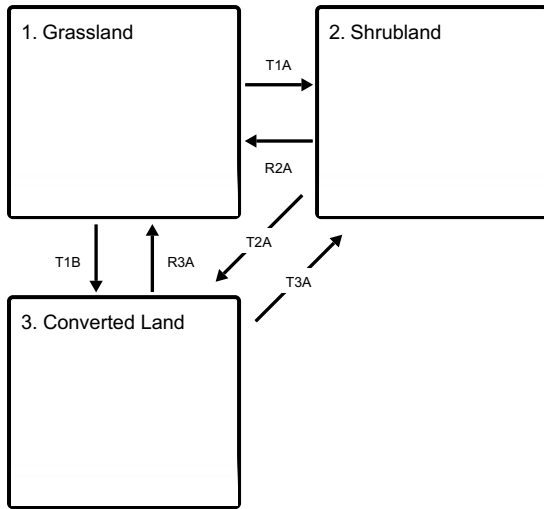 1. Grassland
2. Shrubland
T1A
R2A
T1B
R3A
T2A
T3A
3. Converted Land